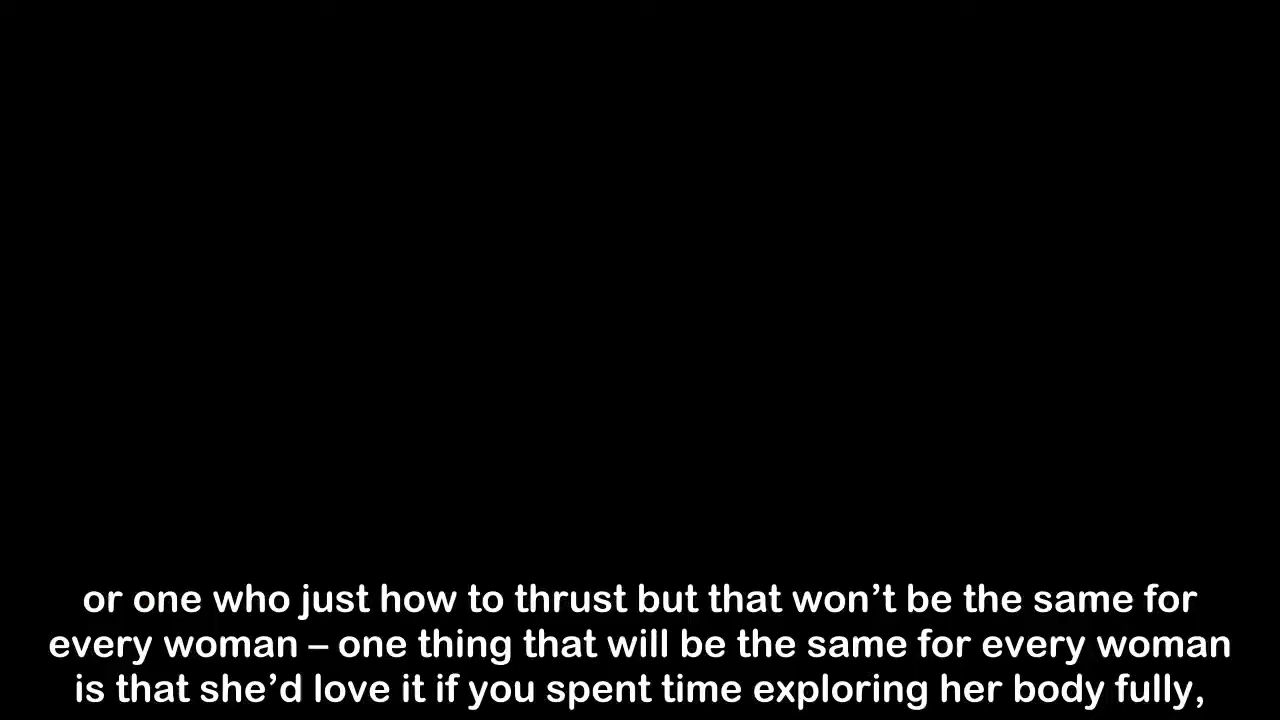 or one who just how to thrust but that won’t be the same for
every woman – one thing that will be the same for every woman
is that she’d love it if you spent time exploring her body fully,